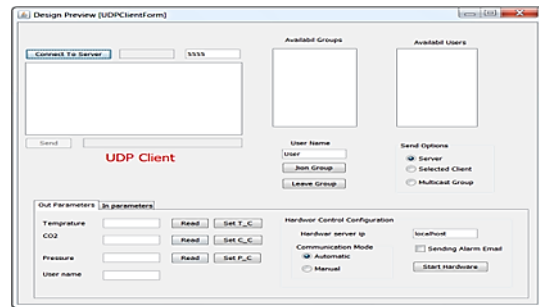 Design Preview [UDPClientForm]
Availabil Groups
Availabil Users
Connect To Server
5555
Send
UDP Client
User Name
User
Jion Group
Leave Group
Send Options
Server
Selected Client
Multicast Group
Out Parameters
In parameters
Temprature
Read
Set T_C
CO2
Read
Set C_C
Pressure
Read
Set P_C
User name
Hardwor Control Configuration
Hardwar server ip
localhost
Communication Mode
Automatic
Manual
Sending Alarm Email
Start Hardware